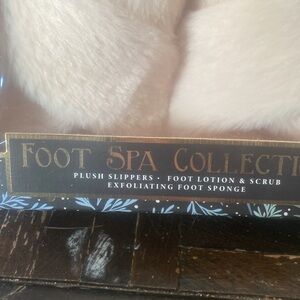 FOOT SPA COLLECTI
PLUSH SLIPPERS • FOOT LOTION & SCRUB
EXFOLIATING FOOT SPONGE